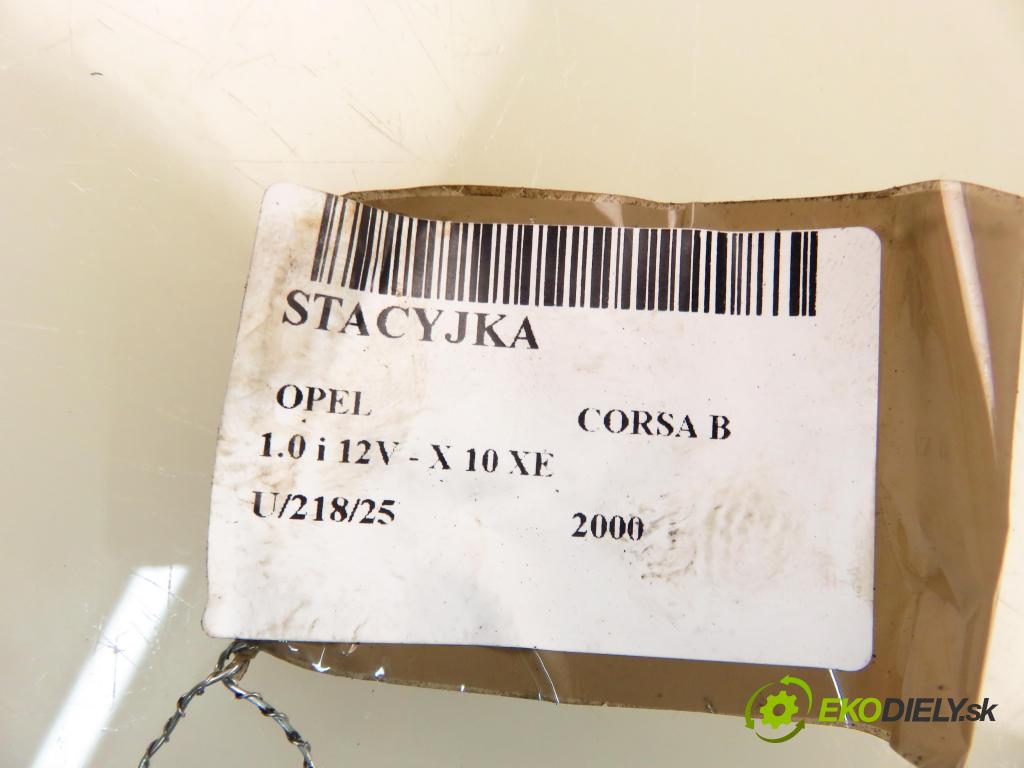 STACYJKA
OPEL CORSA B
1.0 i 12V - X 10 XE
U/218/25 2000
EKODIELY.sk